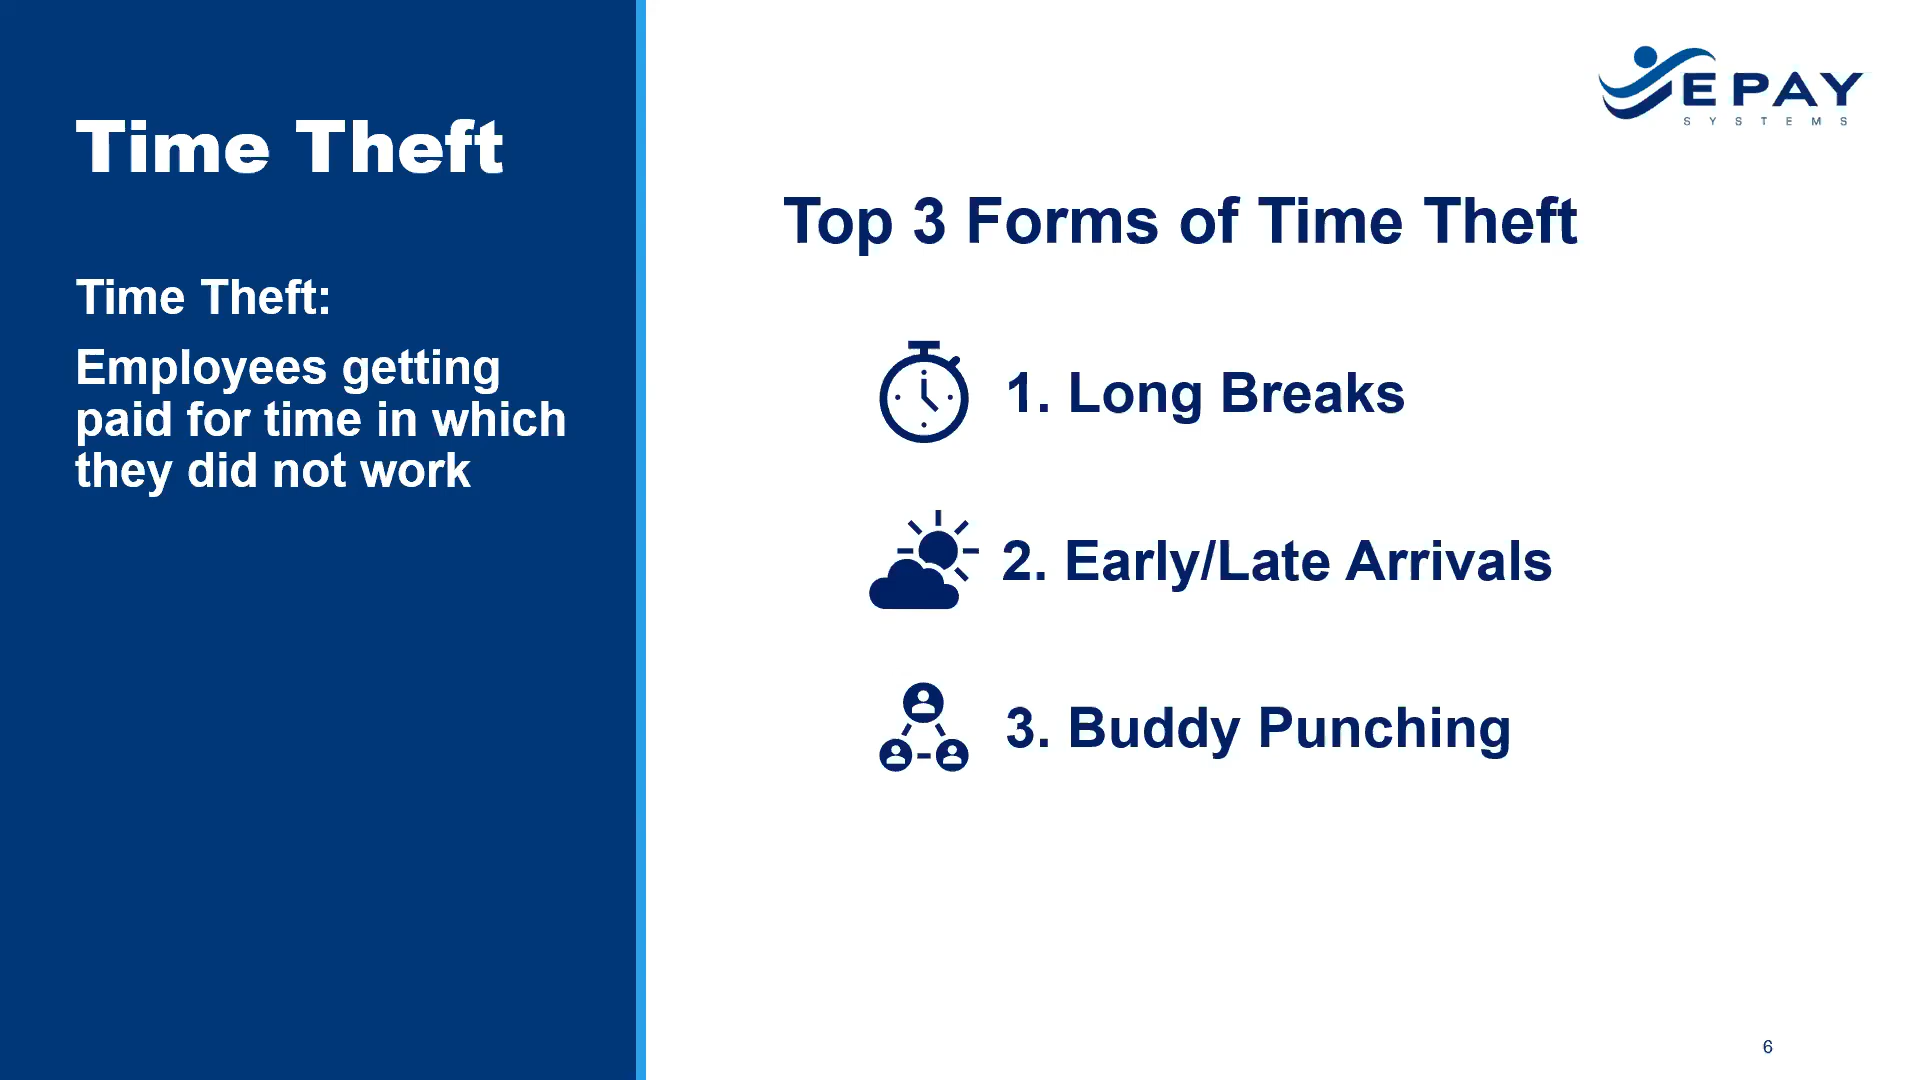 Time Theft
Time Theft:
Employees getting
paid for time in which
they did not work
EPAY
SYSTEMS
Top 3 Forms of Time Theft
1. Long Breaks
2. Early/Late Arrivals
3. Buddy Punching
6